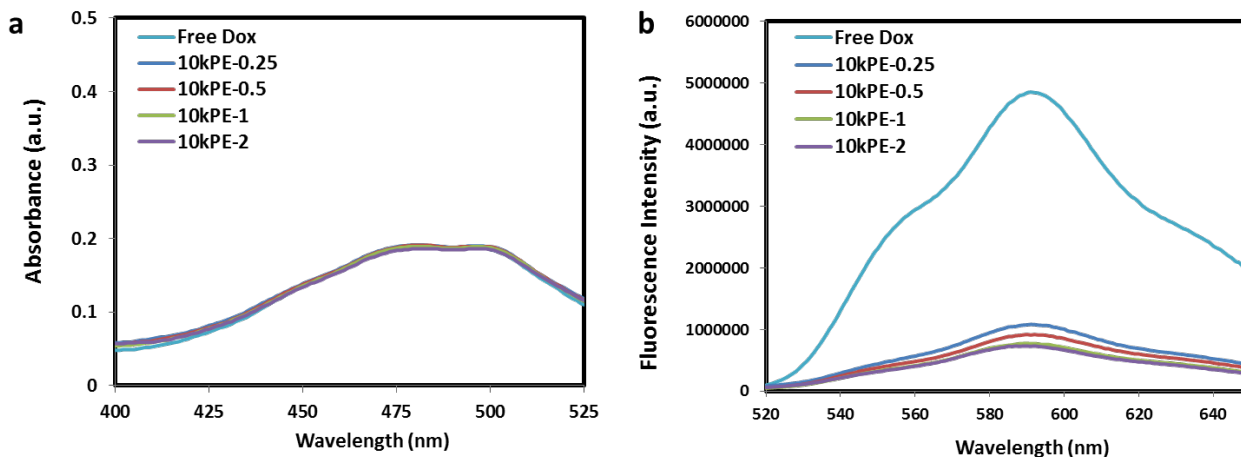 a
0.5
0.4
0.3
0.2
0.1
0
Absorbance (a.u.)
Free Dox
10kPE-0.25
10kPE-0.5
10kPE-1
10kPE-2
400 425 450 475 500 525
Wavelength (nm)
b
6000000
5000000
4000000
3000000
2000000
1000000
0
Fluorescence Intensity (a.u.)
Free Dox
10kPE-0.25
10kPE-0.5
10kPE-1
10kPE-2
520 540 560 580 600 620 640
Wavelength (nm)